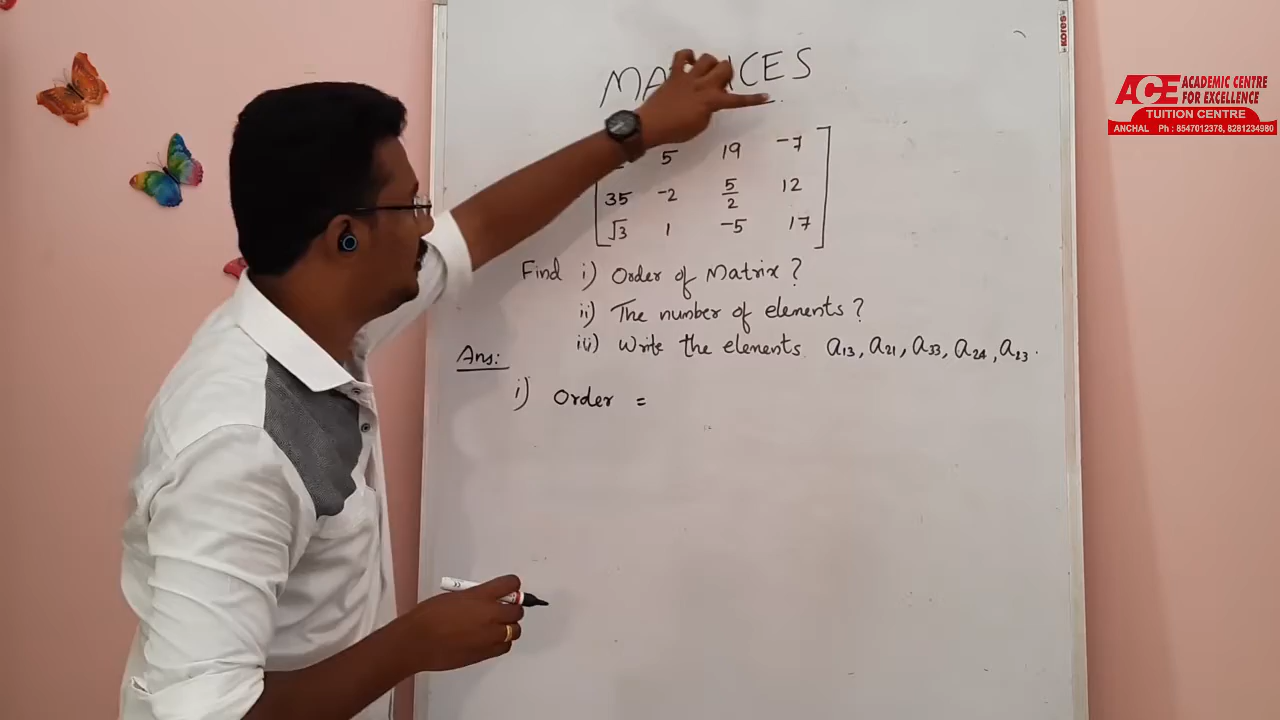 KORES
ACE ACADEMIC CENTRE
FOR EXCELLENCE
TUITION CENTRE
ANCHAL Ph : 8547012378, 8281234980
5 19 -7
35 -2 5/2 12
√3 1 -5 17
Find i) Order of Matrix ?
ii) The number of elements ?
iii) Write the elements a13, a21, a33, a24, a23.
Ans:
i) Order =